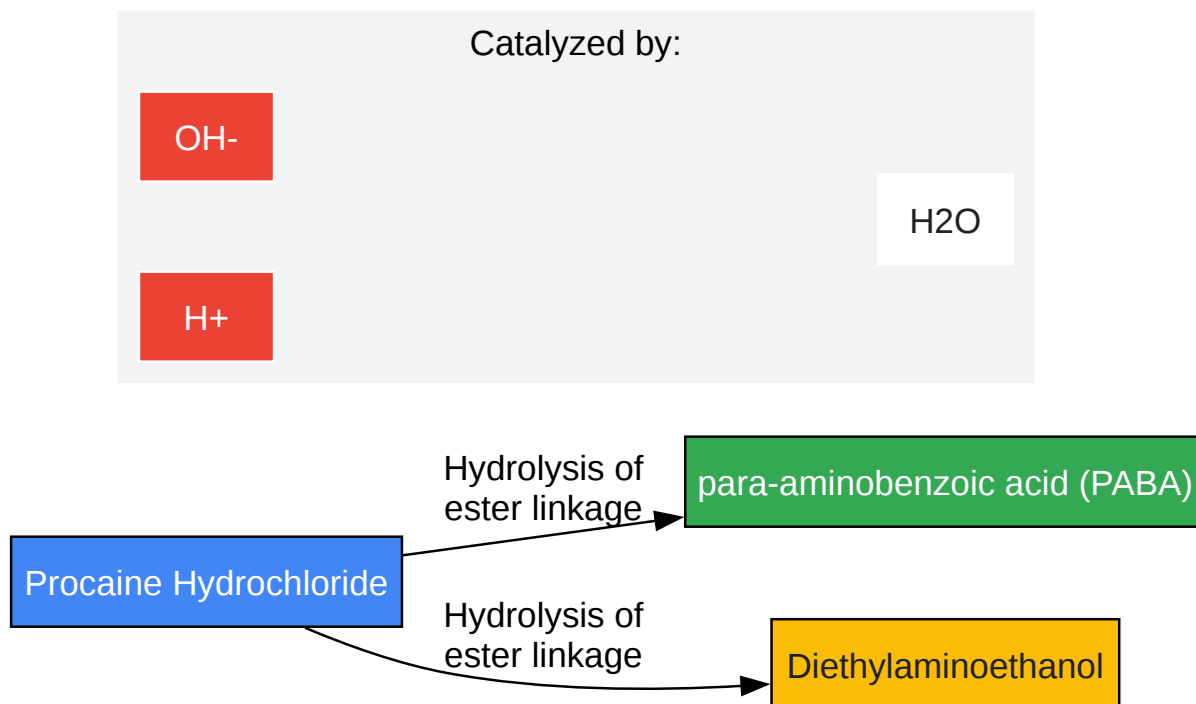 Catalyzed by:
OH-
H2O
H+
Hydrolysis of
ester linkage
para-aminobenzoic acid (PABA)
Procaine Hydrochloride
Hydrolysis of
ester linkage
Diethylaminoethanol